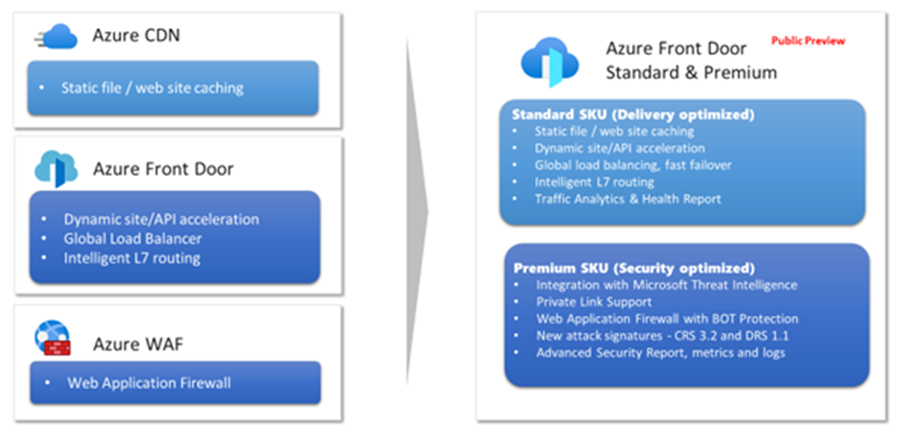 Azure CDN
• Static file / web site caching
Azure Front Door
• Dynamic site/API acceleration
• Global Load Balancer
• Intelligent L7 routing
Azure WAF
• Web Application Firewall
Public Preview
Azure Front Door
Standard & Premium
Standard SKU (Delivery optimized)
• Static file / web site caching
• Dynamic site/API acceleration
• Global load balancing, fast failover
• Intelligent L7 routing
• Traffic Analytics & Health Report
Premium SKU (Security optimized)
• Integration with Microsoft Threat Intelligence
• Private Link Support
• Web Application Firewall with BOT Protection
• New attack signatures - CRS 3.2 and DRS 1.1
• Advanced Security Report, metrics and logs